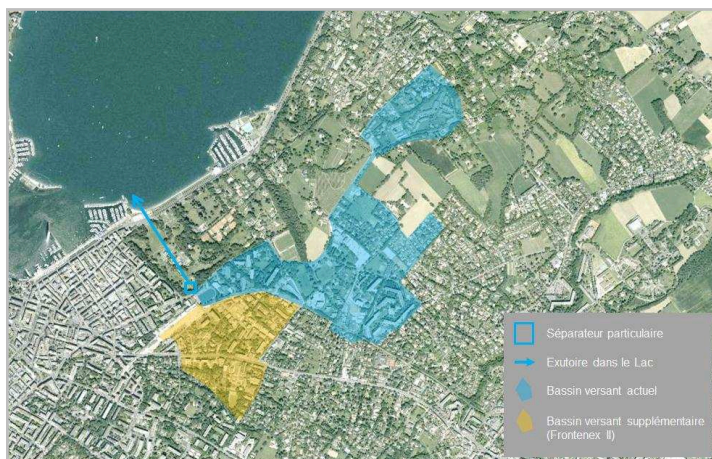 Séparateur particulaire
Exutoire dans le Lac
Bassin versant actuel
Bassin versant supplémentaire
(Frontenex II)